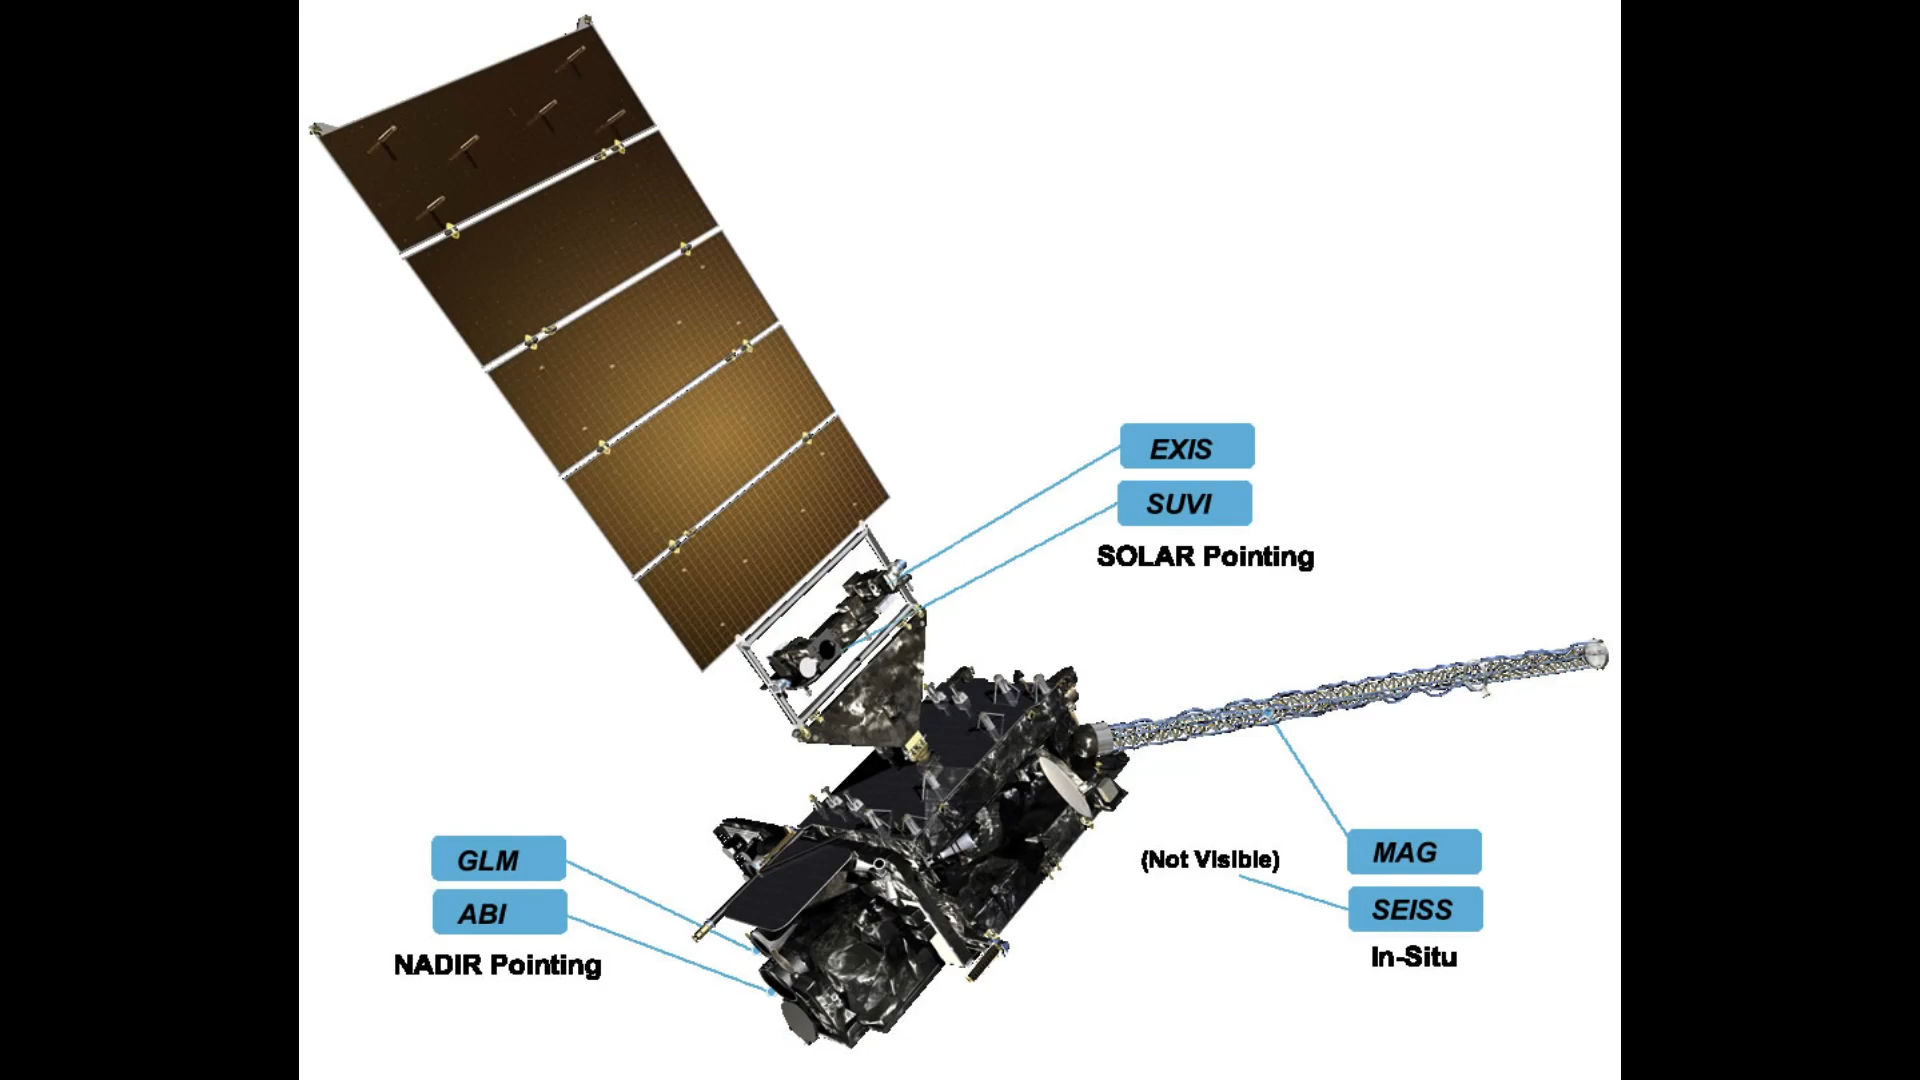 EXIS
SUVI
SOLAR Pointing
GLM
ABI
NADIR Pointing
(Not Visible)
MAG
SEISS
In-Situ